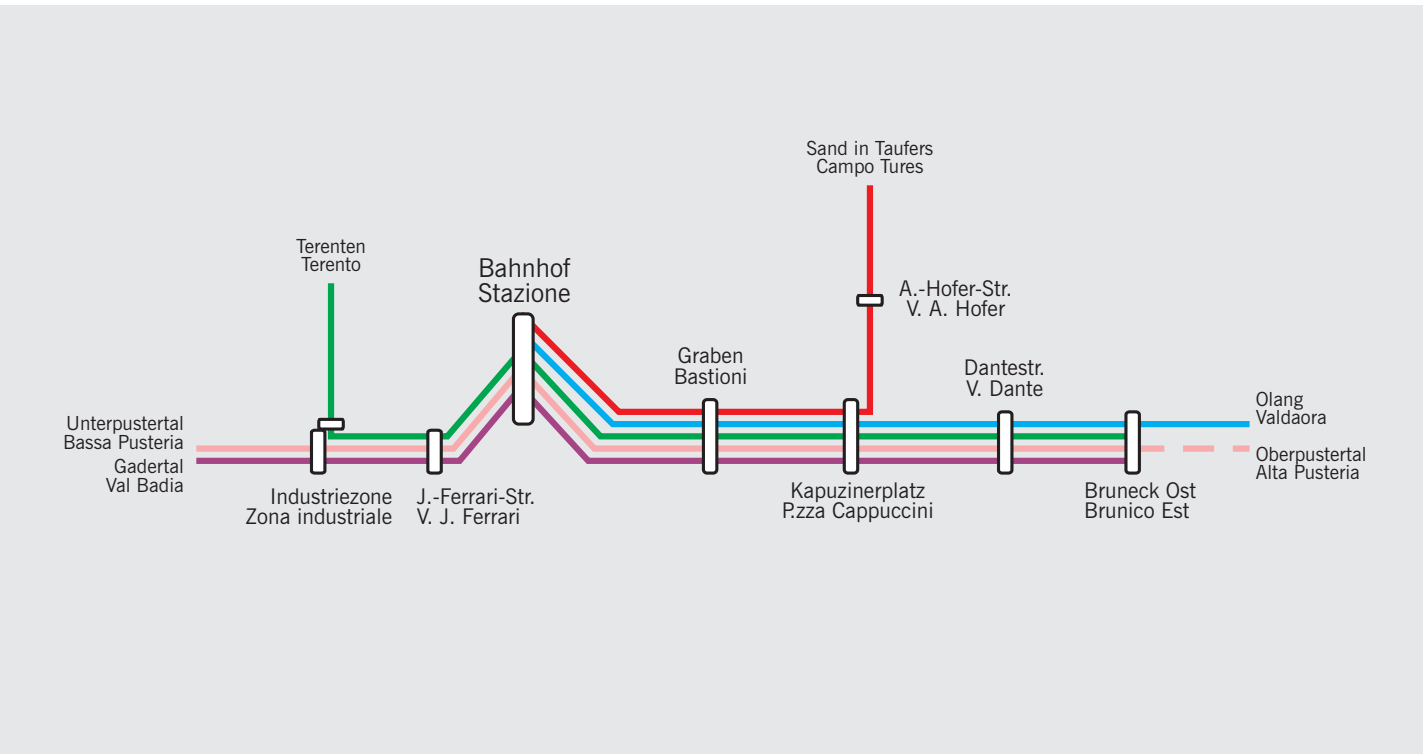 Sand in Taufers
Campo Tures
Terenten
Terento
Bahnhof
Stazione
A.-Hofer-Str.
V. A. Hofer
Graben
Bastioni
Dantestr.
V. Dante
Olang
Valdaora
Unterpustertal
Bassa Pusteria
Gadertal
Val Badia
Oberpustertal
Alta Pusteria
Industriezone
Zona industriale
J.-Ferrari-Str.
V. J. Ferrari
Kapuzinerplatz
P.zza Cappuccini
Bruneck Ost
Brunico Est